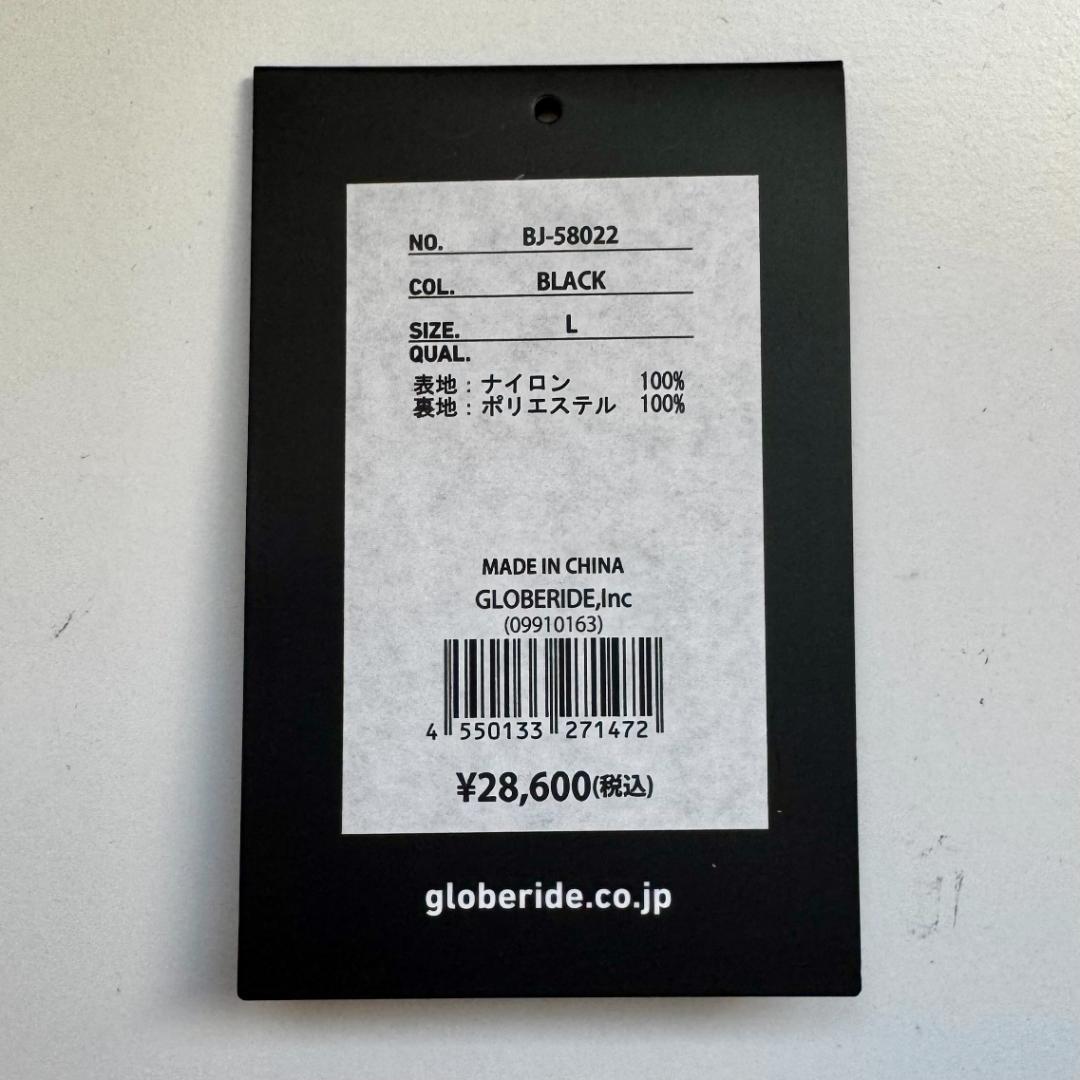 NO. BJ-58022
COL. BLACK
SIZE. L
QUAL.
表地：ナイロン 100%
裏地：ポリエステル 100%
MADE IN CHINA
GLOBERIDE,Inc
(09910163)
4 550133 271472
¥28,600(税込)
globeride.co.jp